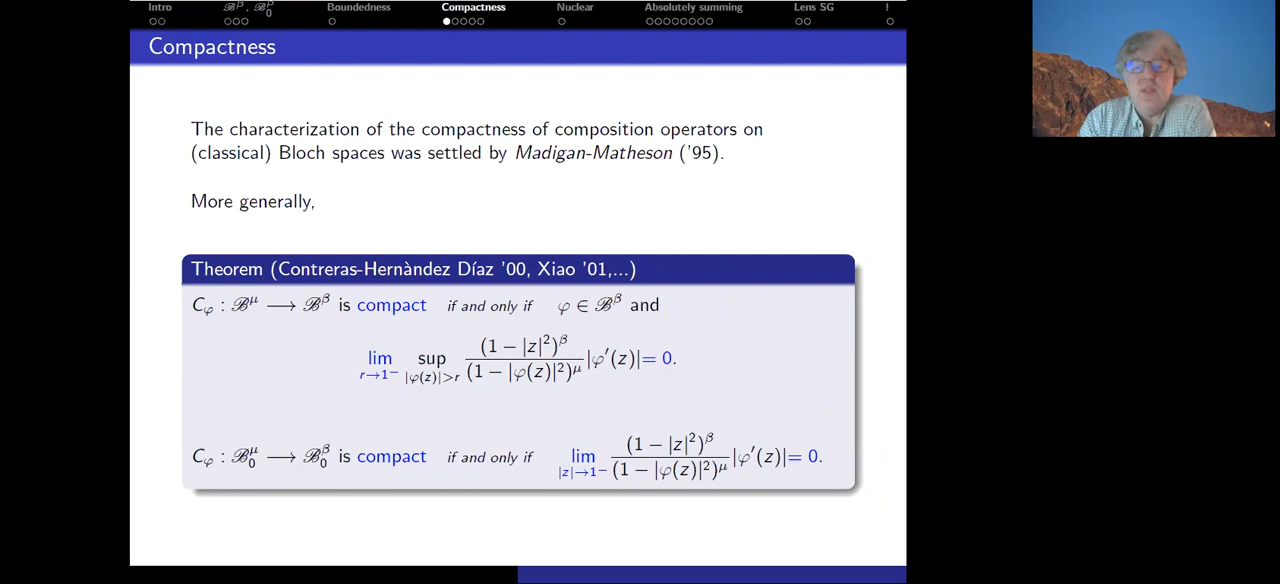 Intro ℬ^β, ℬ_0^β Boundedness Compactness Nuclear Absolutely summing Lens SG !
Compactness
The characterization of the compactness of composition operators on
(classical) Bloch spaces was settled by Madigan-Matheson ('95).
More generally,
Theorem (Contreras-Hernàndez Díaz '00, Xiao '01,...)
C_φ : ℬ^μ ⟶ ℬ^β is compact if and only if φ ∈ ℬ^β and
lim_{r→1⁻} sup_{|φ(z)|>r} (1 − |z|²)^β / (1 − |φ(z)|²)^μ |φ′(z)| = 0.
C_φ : ℬ_0^μ ⟶ ℬ_0^β is compact if and only if lim_{|z|→1⁻} (1 − |z|²)^β / (1 − |φ(z)|²)^μ |φ′(z)| = 0.